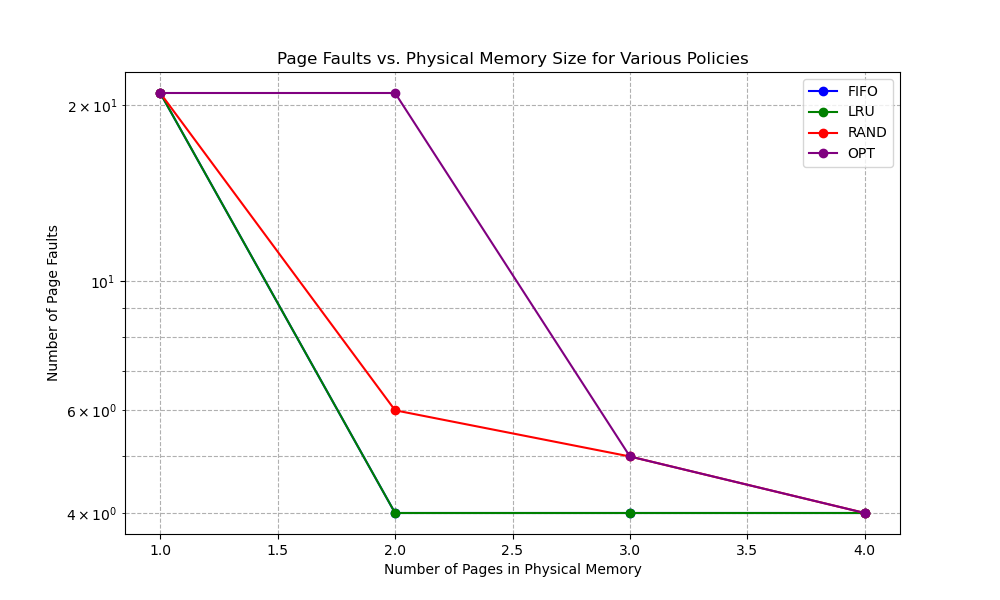 Page Faults vs. Physical Memory Size for Various Policies
FIFO
LRU
RAND
OPT
2 × 10¹
10¹
6 × 10⁰
4 × 10⁰
Number of Page Faults
1.0 1.5 2.0 2.5 3.0 3.5 4.0
Number of Pages in Physical Memory